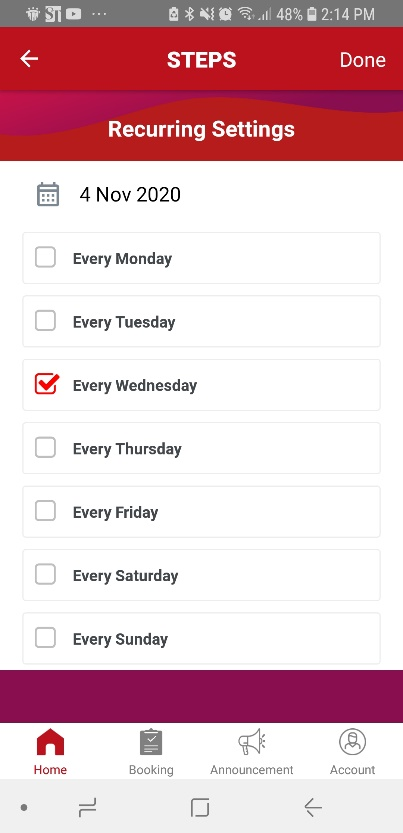 ST 48% 2:14 PM
STEPS Done
Recurring Settings
4 Nov 2020
Every Monday
Every Tuesday
Every Wednesday
Every Thursday
Every Friday
Every Saturday
Every Sunday
Home Booking Announcement Account